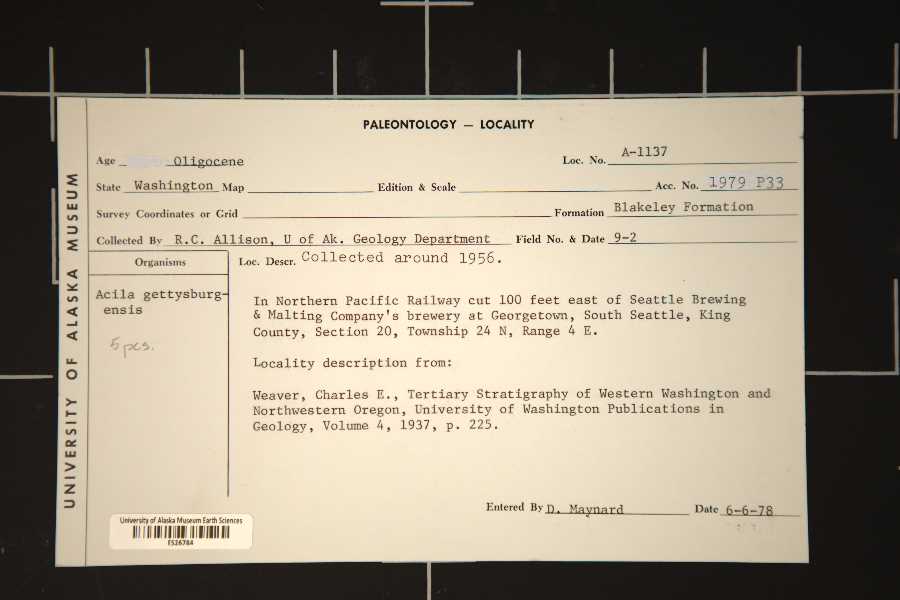 PALEONTOLOGY — LOCALITY
UNIVERSITY OF ALASKA MUSEUM
Age Oligocene Loc. No. A-1137
State Washington Map Edition & Scale Acc. No. 1979 P33
Survey Coordinates or Grid Formation Blakeley Formation
Collected By R.C. Allison, U of Ak. Geology Department Field No. & Date 9-2
Organisms Loc. Descr. Collected around 1956.
Acila gettysburg-
ensis
5 pcs.
In Northern Pacific Railway cut 100 feet east of Seattle Brewing
& Malting Company's brewery at Georgetown, South Seattle, King
County, Section 20, Township 24 N, Range 4 E.
Locality description from:
Weaver, Charles E., Tertiary Stratigraphy of Western Washington and
Northwestern Oregon, University of Washington Publications in
Geology, Volume 4, 1937, p. 225.
Entered By D. Maynard Date 6-6-78
University of Alaska Museum Earth Sciences
ES26784